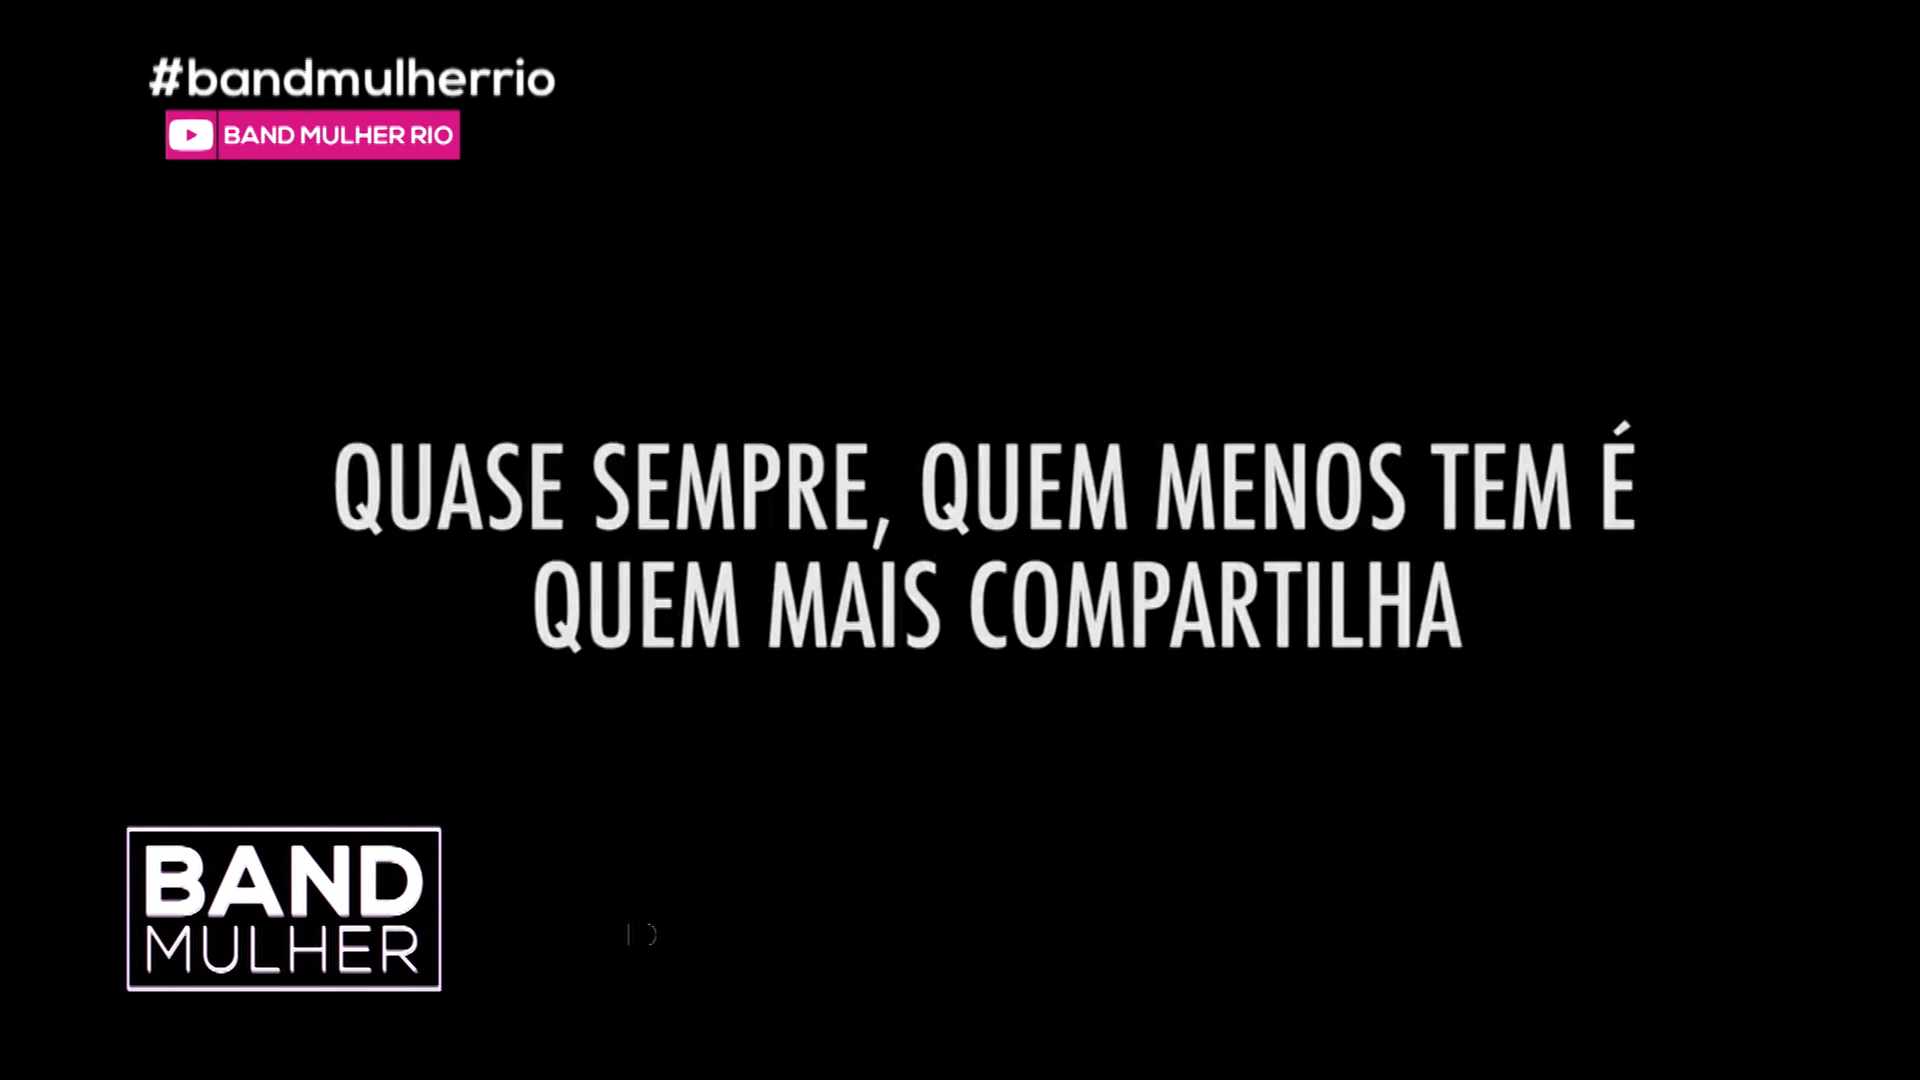 #bandmulherrio
BAND MULHER RIO
QUASE SEMPRE, QUEM MENOS TEM É
QUEM MAIS COMPARTILHA
BAND
MULHER